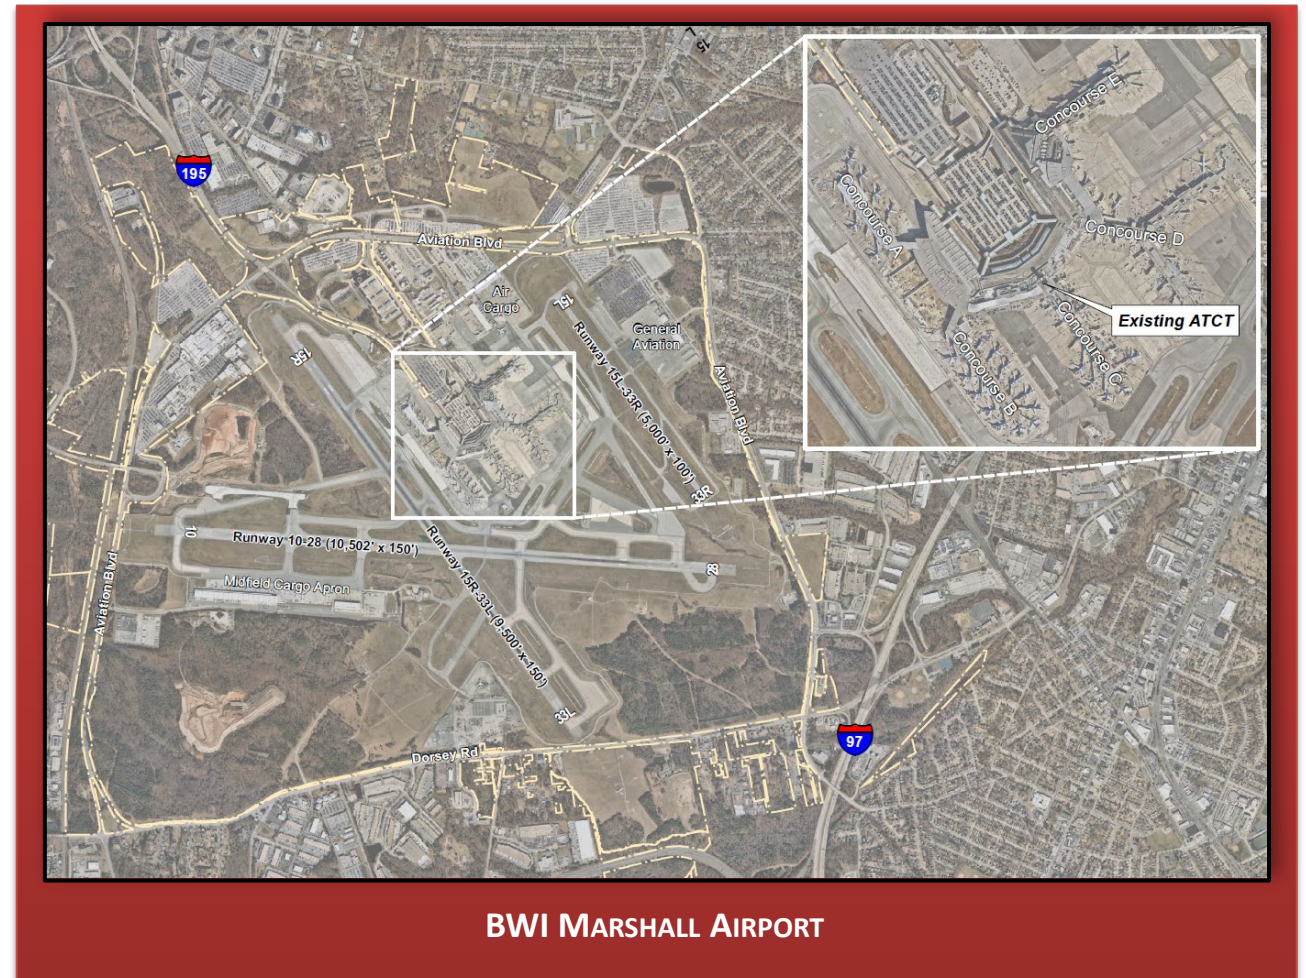 15
L
195
Aviation Blvd
Air
Cargo
15L
General
Aviation
15R
Runway 15L-33R (5,000' x 100')
Aviation Blvd
33R
10
Runway 10-28 (10,502' x 150')
28
Midfield Cargo Apron
Runway 15R-33L (9,500' x 150')
Aviation Blvd
33L
Dorsey Rd
97
Concourse E
Concourse A
Concourse D
Existing ATCT
Concourse B
Concourse C
BWI MARSHALL AIRPORT